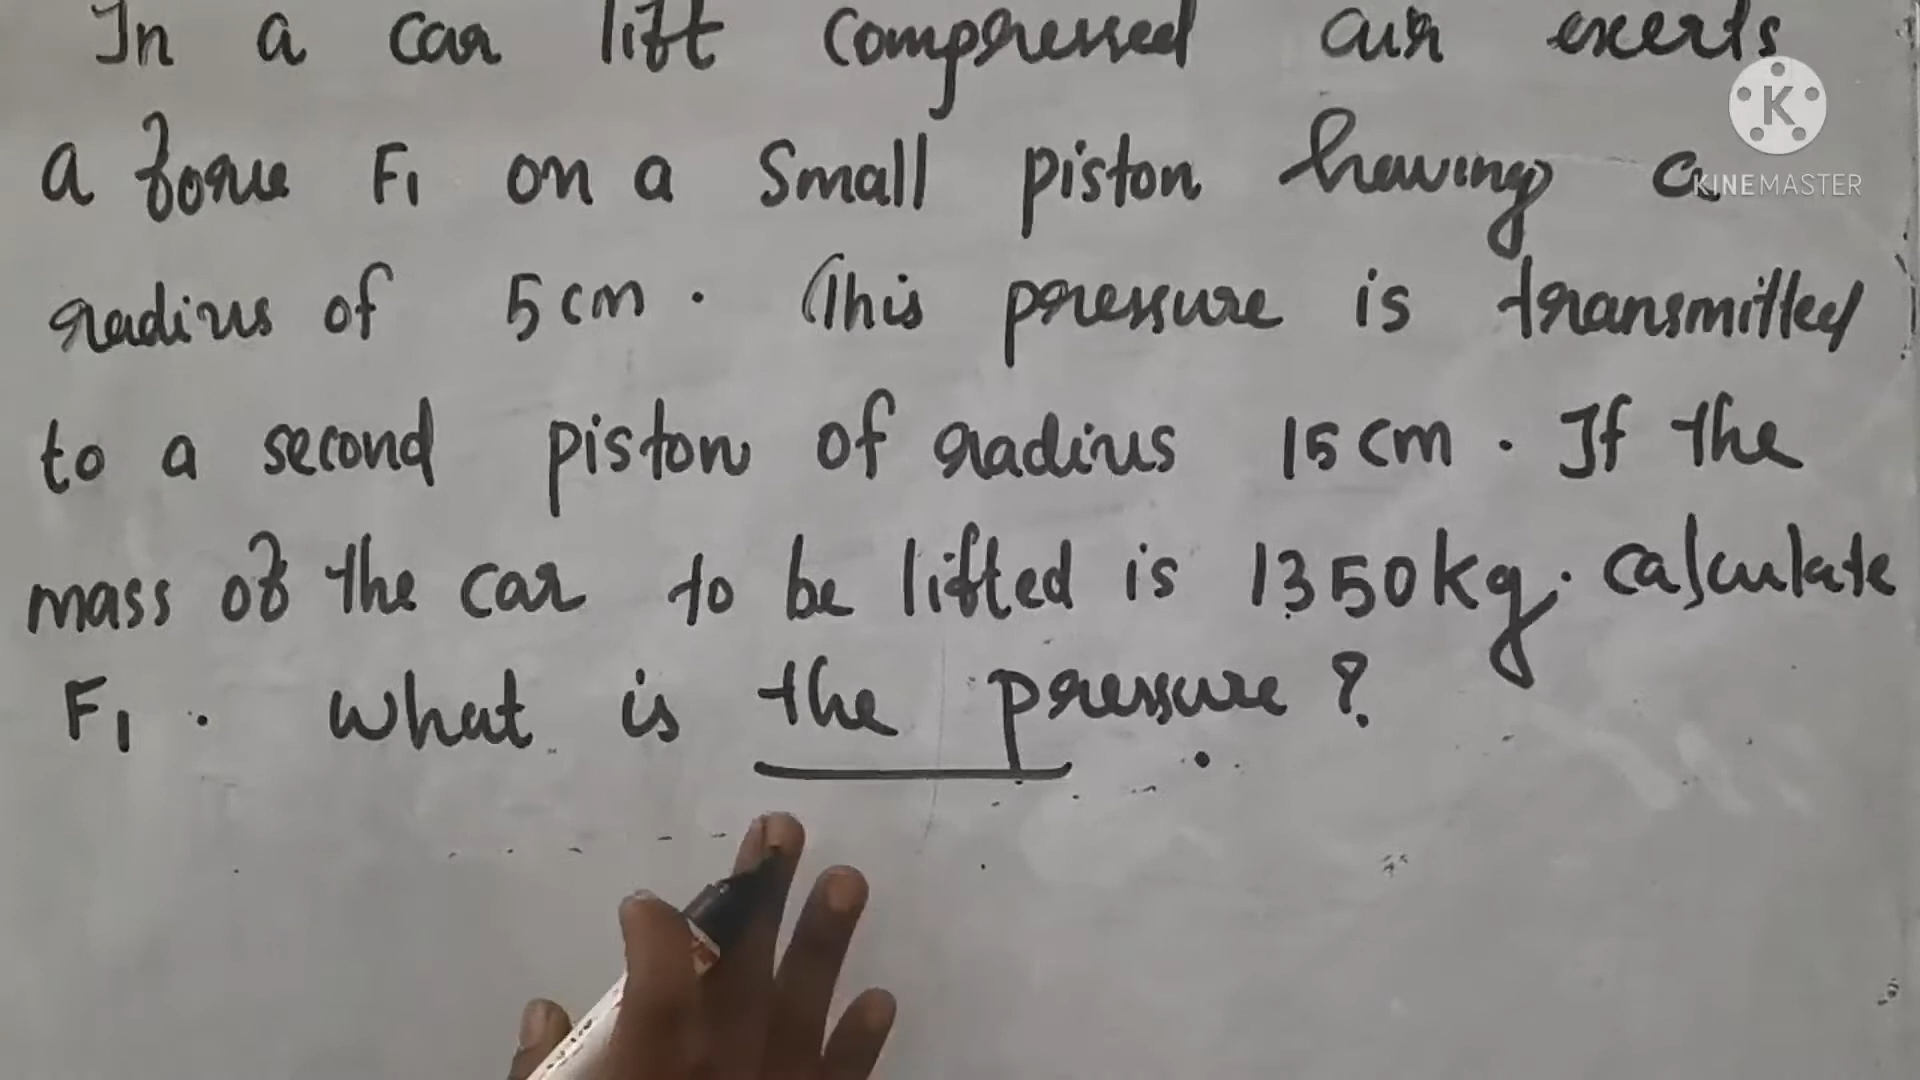 In a car lift compressed air exerts
a force F1 on a small piston having a
radius of 5cm. This pressure is transmitted
to a second piston of radius 15cm. If the
mass of the car to be lifted is 1350kg. calculate
F1. What is the pressure?
K
KINEMASTER